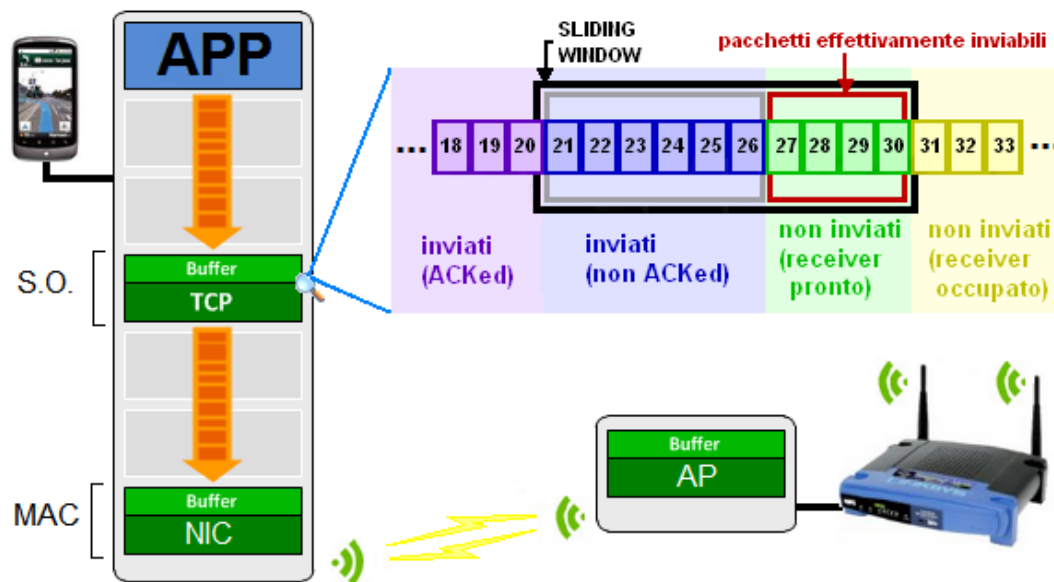 APP
SLIDING
WINDOW
pacchetti effettivamente inviabili
... 18 19 20 21 22 23 24 25 26 27 28 29 30 31 32 33 ...
inviati
(ACKed)
inviati
(non ACKed)
non inviati
(receiver
pronto)
non inviati
(receiver
occupato)
S.O.
Buffer
TCP
MAC
Buffer
NIC
Buffer
AP